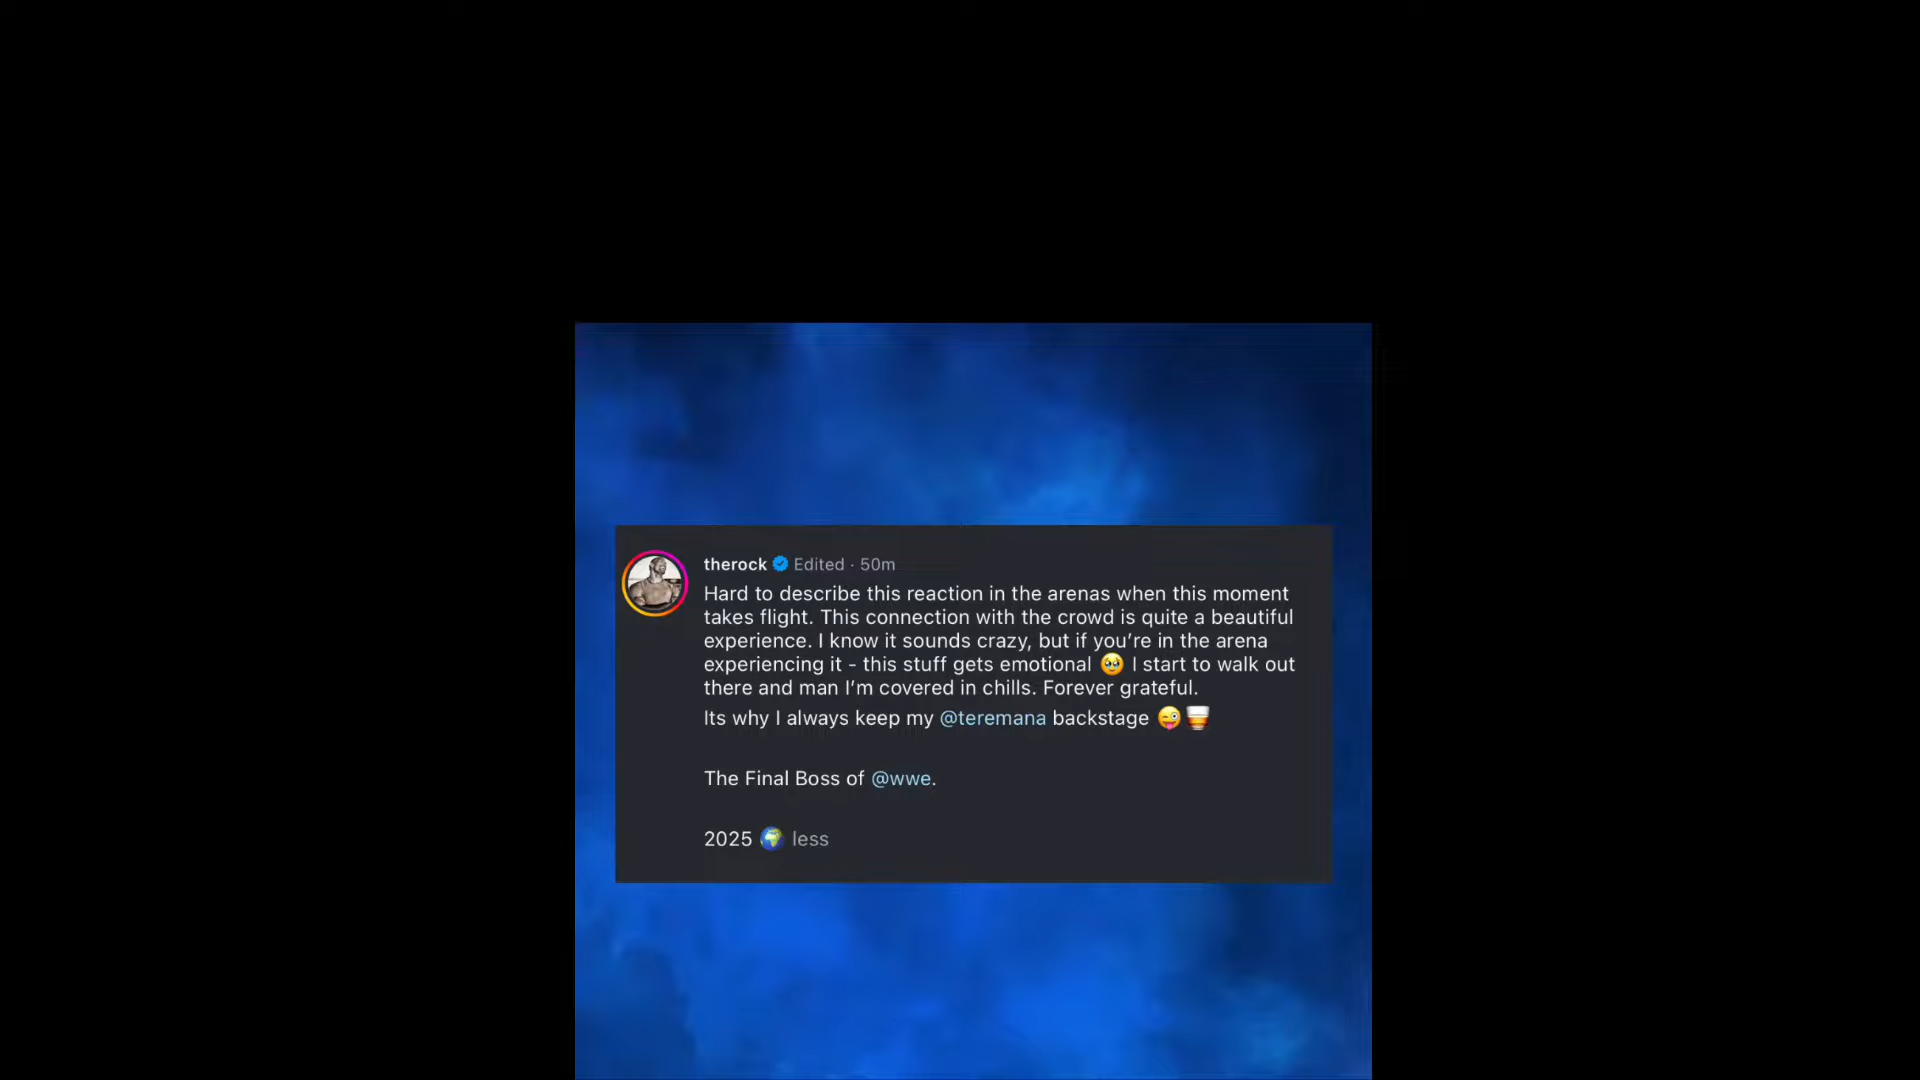 therock Edited · 50m
Hard to describe this reaction in the arenas when this moment
takes flight. This connection with the crowd is quite a beautiful
experience. I know it sounds crazy, but if you’re in the arena
experiencing it - this stuff gets emotional 🥹 I start to walk out
there and man I’m covered in chills. Forever grateful.
Its why I always keep my @teremana backstage 😜🥃
The Final Boss of @wwe.
2025 🌍 less